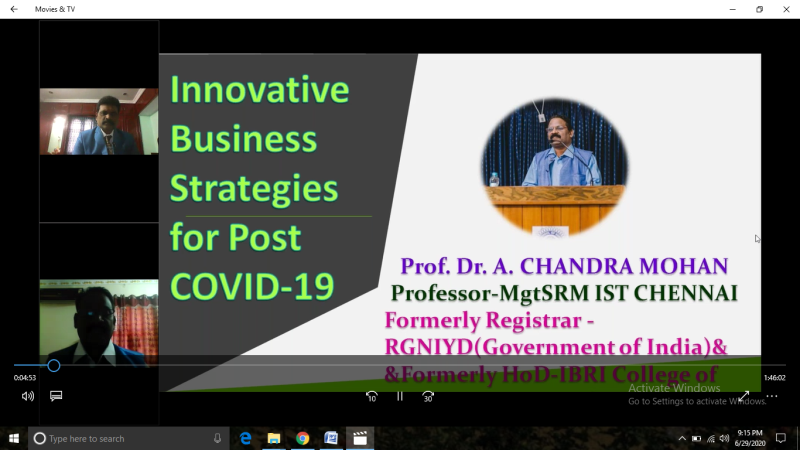 Movies & TV
Innovative
Business
Strategies
for Post
COVID-19
Prof. Dr. A. CHANDRA MOHAN
Professor-MgtSRM IST CHENNAI
Formerly Registrar -
RGNIYD(Government of India)&
&Formerly HoD-IBRI College of
0:04:53
1:46:02
10
30
Activate Windows
Go to Settings to activate Windows.
Type here to search
9:15 PM
6/29/2020